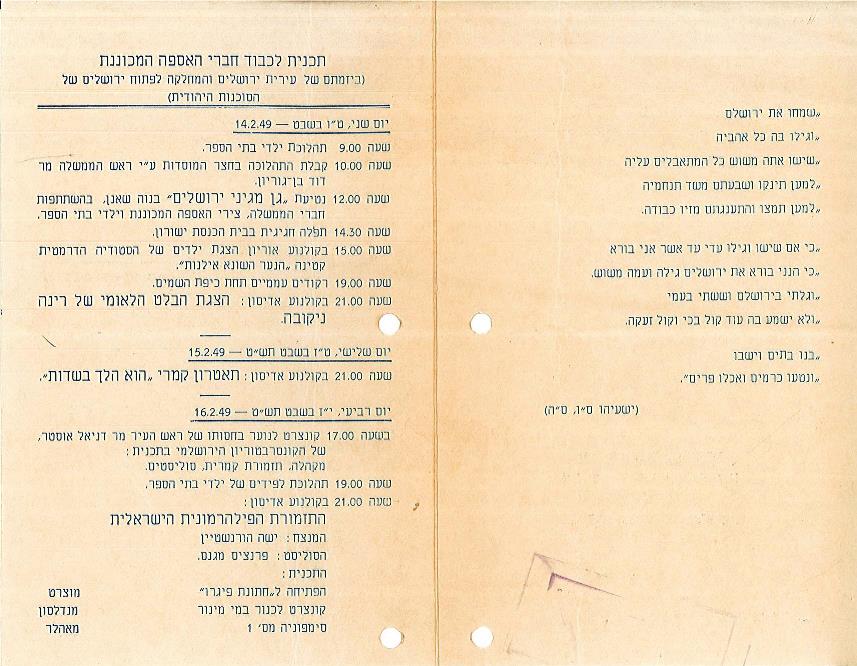 „שמחו את ירושלם
„וגילו בה כל אהביה
„שישו אתה משוש כל המתאבלים עליה
„למען תינקו ושבעתם משד תנחמיה
„למען תמצו והתענגתם מזיו כבודה.
„כי אם שישו וגילו עדי עד אשר אני בורא
„כי הנני בורא את ירושלים גילה ועמה משוש.
„וגלתי בירושלם וששתי בעמי
„ולא ישמע בה עוד קול בכי וקול זעקה.
„בנו בתים וישבו
„ונטעו כרמים ואכלו פרים”.
(ישעיהו ס״ו, ס״ה)
תכנית לכבוד חברי האספה המכוננת
(ביזמתם של עירית ירושלים והמחלקה לפתוח ירושלים של
הסוכנות היהודית)
יום שני, ט״ו בשבט — 14.2.49
שעה 9.00 תהלוכת ילדי בתי הספר.
שעה 10.00 קבלת התהלוכה בחצר המוסדות ע״י ראש הממשלה מר
דוד בן-גוריון.
שעה 12.00 נטיעת „גן מגיני ירושלים” בנוה שאנן, בהשתתפות
חברי הממשלה, צירי האספה המכוננת וילדי בתי הספר.
שעה 14.30 תפלה חגיגית בבית הכנסת ישורון.
שעה 15.00 בקולנוע אוריון הצגת ילדים של הסטודיה הדרמטית
קטינה „הנער השונא אילנות”.
שעה 19.00 רקודים עממיים תחת כיפת השמים.
שעה 21.00 בקולנוע אדיסון: הצגת הבלט הלאומי של רינה
ניקובה.
יום שלישי, ט״ז בשבט תש״ט — 15.2.49
שעה 21.00 בקולנוע אדיסון: תאטרון קמרי „הוא הלך בשדות”.
יום רביעי, י״ז בשבט תש״ט — 16.2.49
בשעה 17.00 קונצרט לנוער בחסותו של ראש העיר מר דניאל אוסטר,
של הקונסרבטוריון הירושלמי בתכנית:
מקהלה, תזמורת קמרית, סוליסטים.
שעה 19.00 תהלוכת לפידים של ילדי בתי הספר.
שעה 21.00 בקולנוע אדיסון:
התזמורת הפילהרמונית הישראלית
המנצח: ישה הורנשטיין
הסוליסט: פרנציס מגנס.
התכנית:
הפתיחה ל„חתונת פיגרו” מוצרט
קונצרט לכנור במי מינור מנדלסון
סימפוניה מס׳ 1 מאהלר